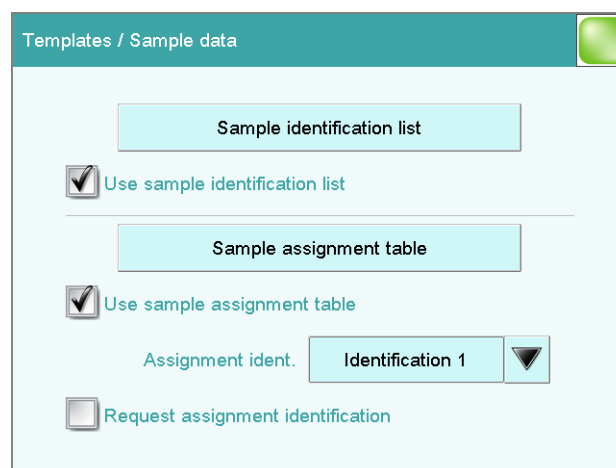 Templates / Sample data
Sample identification list
Use sample identification list
Sample assignment table
Use sample assignment table
Assignment ident. Identification 1
Request assignment identification